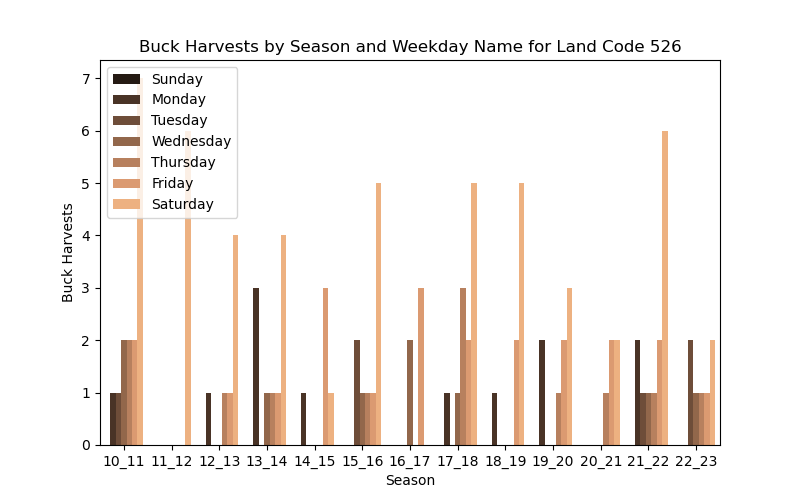 Buck Harvests by Season and Weekday Name for Land Code 526
Sunday
Monday
Tuesday
Wednesday
Thursday
Friday
Saturday
7
6
5
4
3
2
1
0
Buck Harvests
10_11 11_12 12_13 13_14 14_15 15_16 16_17 17_18 18_19 19_20 20_21 21_22 22_23
Season